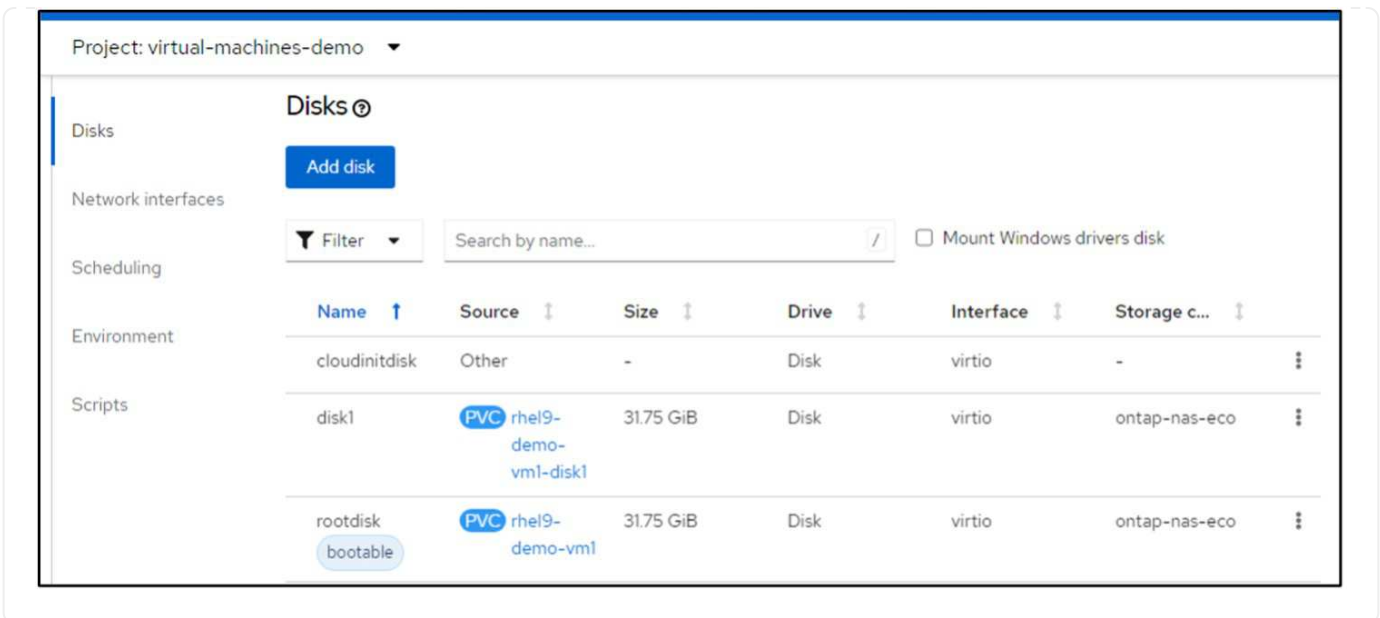 Project: virtual-machines-demo
Disks
Network interfaces
Scheduling
Environment
Scripts
Disks
Add disk
Filter
Search by name...
/
Mount Windows drivers disk
Name Source Size Drive Interface Storage c...
cloudinitdisk Other - Disk virtio -
disk1 PVC rhel9- 31.75 GiB Disk virtio ontap-nas-eco
demo-
vm1-disk1
rootdisk PVC rhel9- 31.75 GiB Disk virtio ontap-nas-eco
bootable demo-vm1